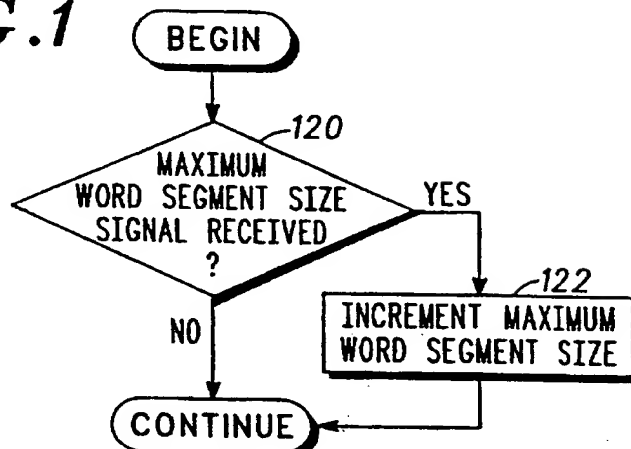 .1
BEGIN
120
MAXIMUM
WORD SEGMENT SIZE
SIGNAL RECEIVED
?
YES
122
NO
INCREMENT MAXIMUM
WORD SEGMENT SIZE
CONTINUE